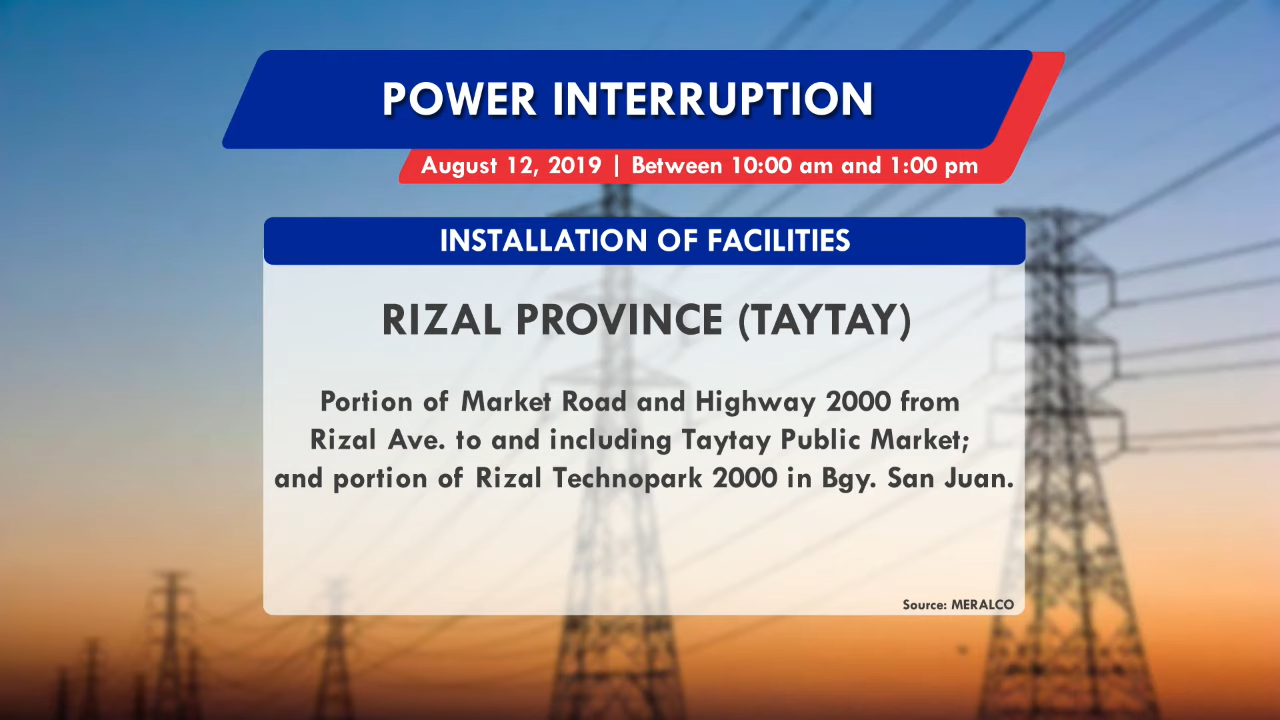 POWER INTERRUPTION
August 12, 2019 | Between 10:00 am and 1:00 pm
INSTALLATION OF FACILITIES
RIZAL PROVINCE (TAYTAY)
Portion of Market Road and Highway 2000 from
Rizal Ave. to and including Taytay Public Market;
and portion of Rizal Technopark 2000 in Bgy. San Juan.
Source: MERALCO